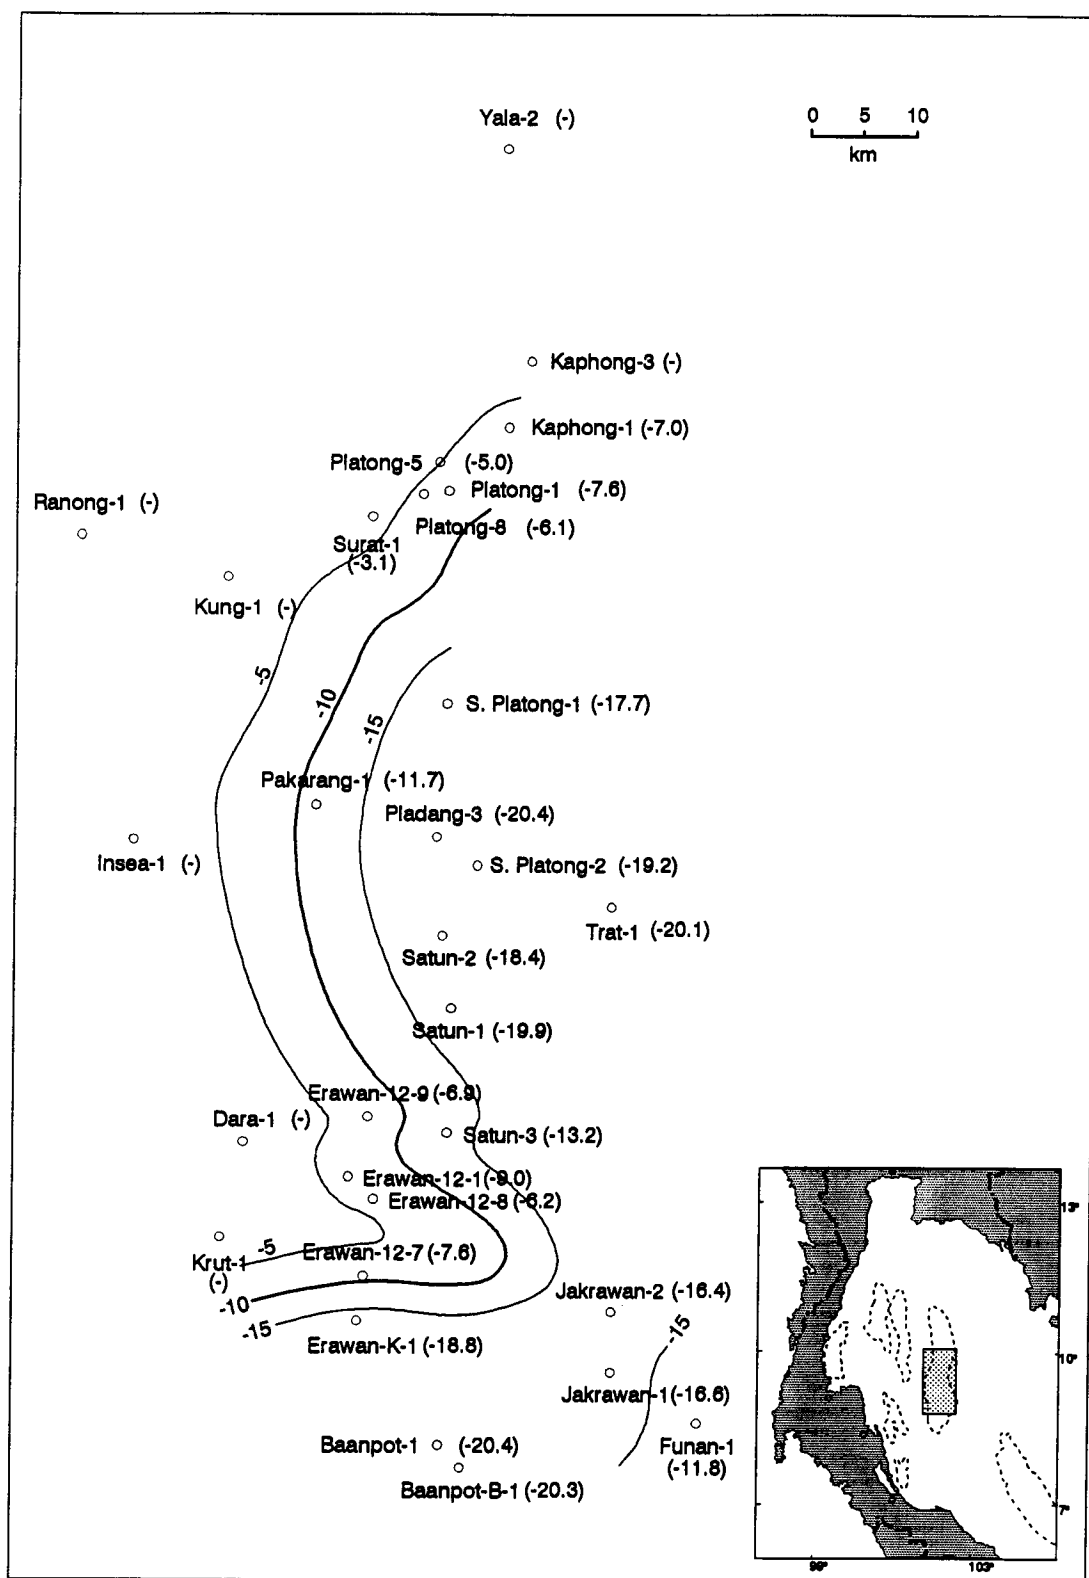 Yala-2 (-)
0 5 10
km
Kaphong-3 (-)
Kaphong-1 (-7.0)
Platong-5 (-5.0)
Platong-1 (-7.6)
Ranong-1 (-)
Platong-8 (-6.1)
Surat-1
(-3.1)
Kung-1 (-)
-5
-10
-15
S. Platong-1 (-17.7)
Pakarang-1 (-11.7)
Pladang-3 (-20.4)
Insea-1 (-)
S. Platong-2 (-19.2)
Trat-1 (-20.1)
Satun-2 (-18.4)
Satun-1 (-19.9)
Erawan-12-9 (-6.9)
Dara-1 (-)
Satun-3 (-13.2)
Erawan-12-1 (-9.0)
Erawan-12-8 (-6.2)
Krut-1
(-)
-5
Erawan-12-7 (-7.6)
-10
-15
Jakrawan-2 (-16.4)
-15
Erawan-K-1 (-18.8)
Jakrawan-1 (-16.6)
Baanpot-1 (-20.4)
Funan-1
(-11.8)
Baanpot-B-1 (-20.3)
13°
10°
7°
99°
103°